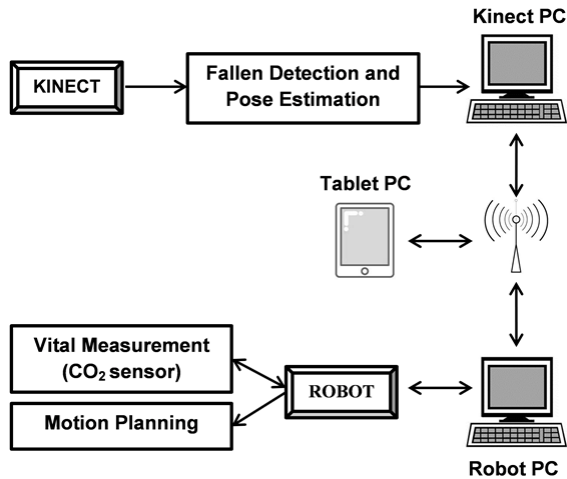 Kinect PC
KINECT
Fallen Detection and
Pose Estimation
Tablet PC
Vital Measurement
(CO₂ sensor)
ROBOT
Motion Planning
Robot PC